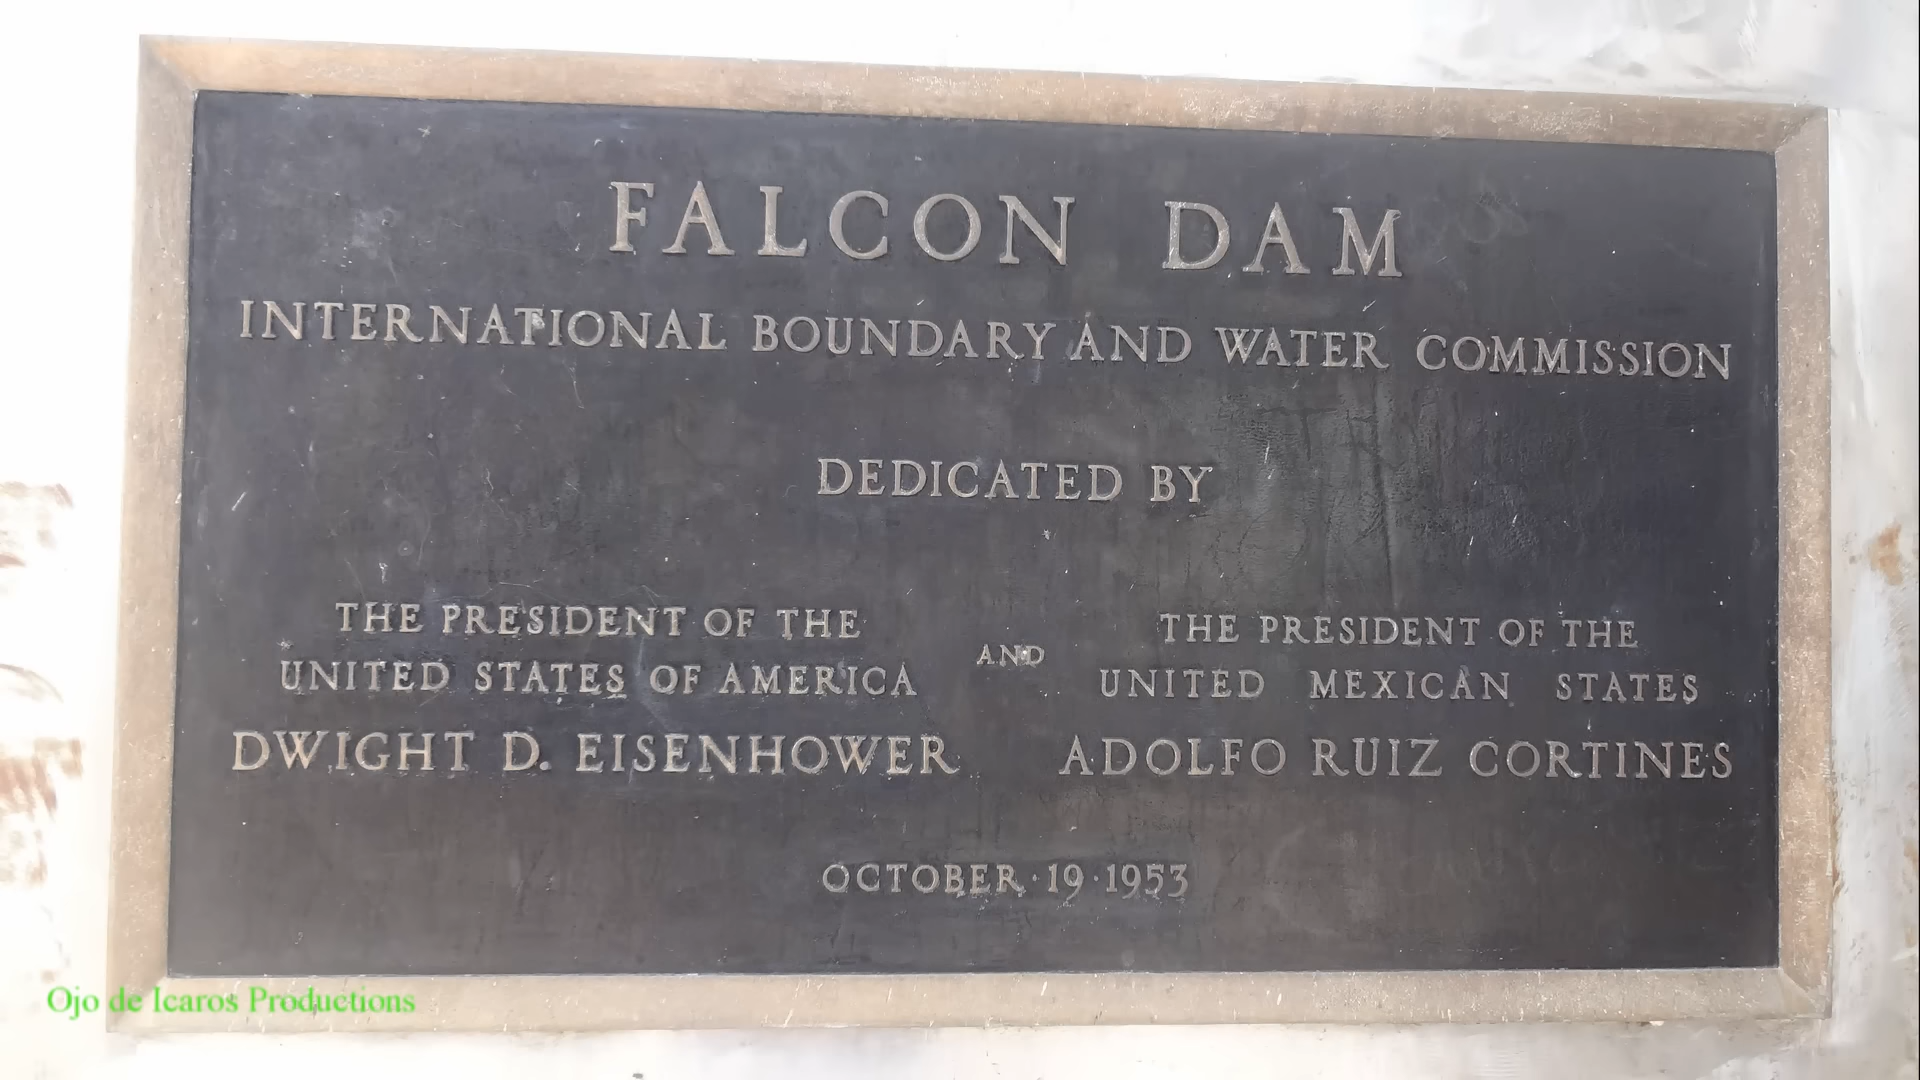 FALCON DAM
INTERNATIONAL BOUNDARY AND WATER COMMISSION
DEDICATED BY
THE PRESIDENT OF THE
UNITED STATES OF AMERICA
DWIGHT D. EISENHOWER
AND
THE PRESIDENT OF THE
UNITED MEXICAN STATES
ADOLFO RUIZ CORTINES
OCTOBER·19·1953
Ojo de Icaros Productions